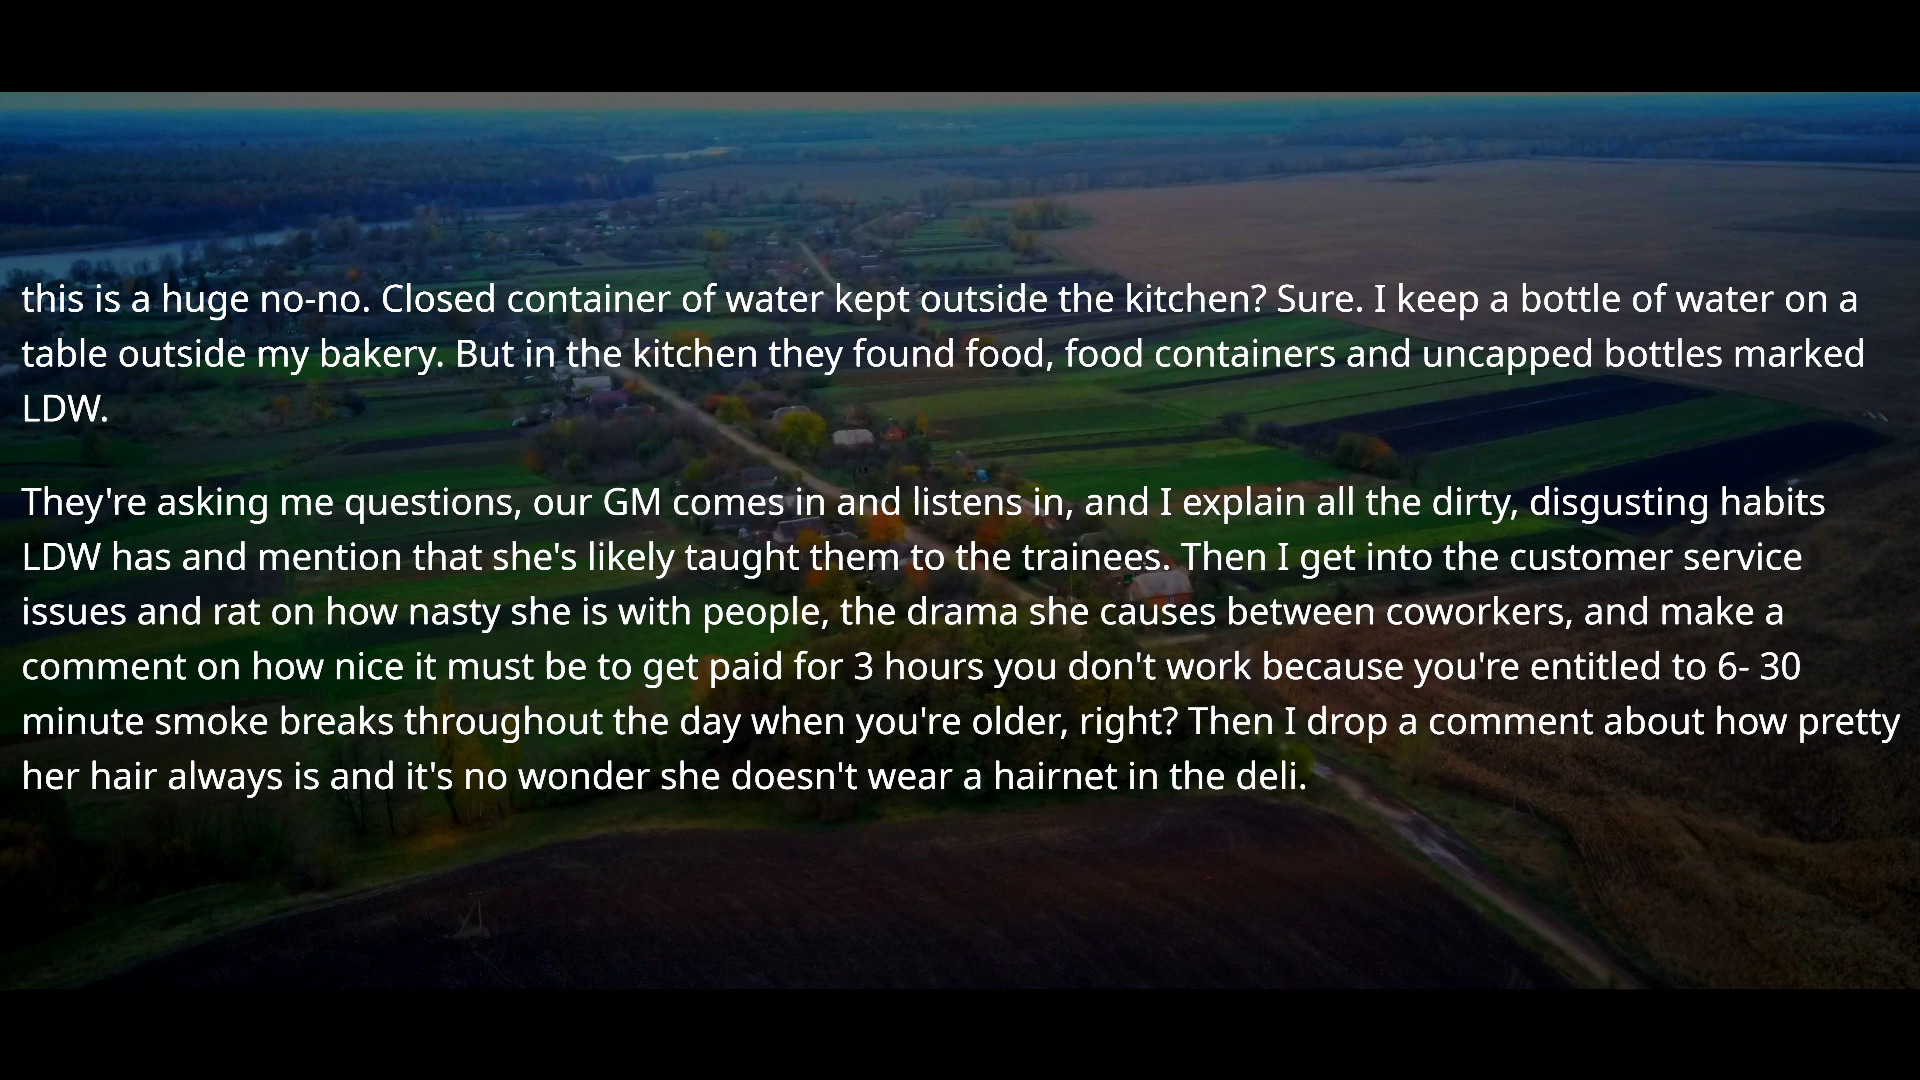 this is a huge no-no. Closed container of water kept outside the kitchen? Sure. I keep a bottle of water on a
table outside my bakery. But in the kitchen they found food, food containers and uncapped bottles marked
LDW.
They're asking me questions, our GM comes in and listens in, and I explain all the dirty, disgusting habits
LDW has and mention that she's likely taught them to the trainees. Then I get into the customer service
issues and rat on how nasty she is with people, the drama she causes between coworkers, and make a
comment on how nice it must be to get paid for 3 hours you don't work because you're entitled to 6- 30
minute smoke breaks throughout the day when you're older, right? Then I drop a comment about how pretty
her hair always is and it's no wonder she doesn't wear a hairnet in the deli.